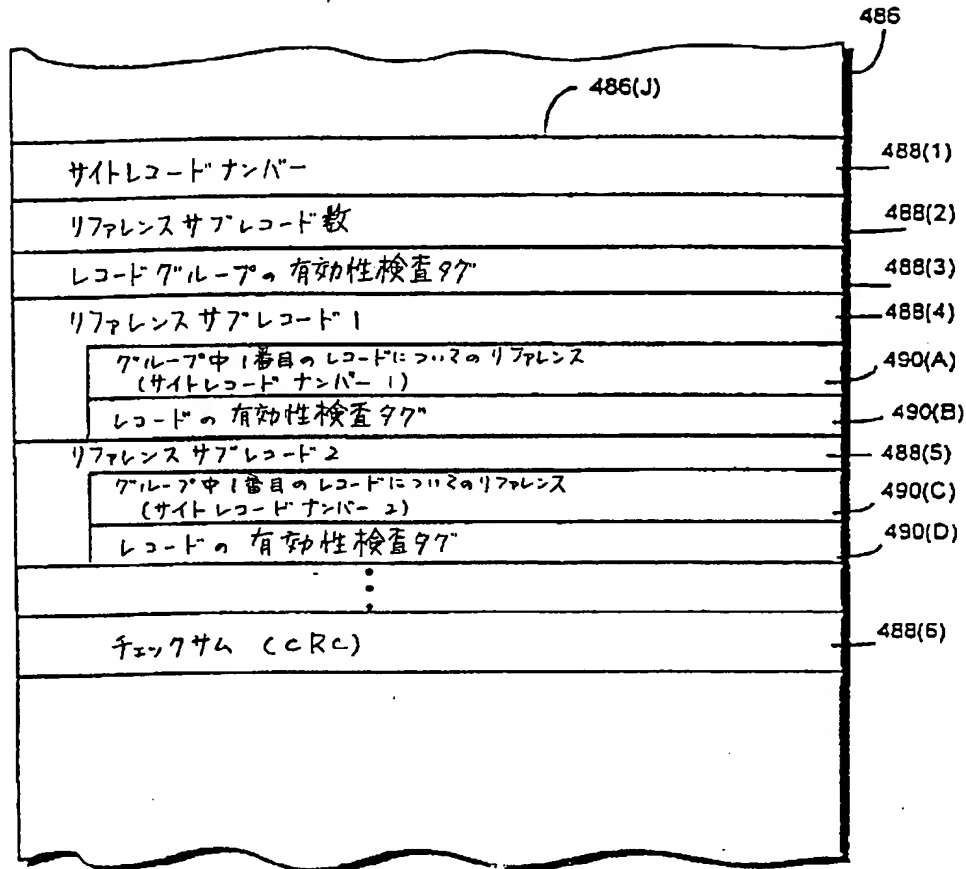 486
486(J)
サイトレコードナンバー 488(1)
リファレンスサブレコード数 488(2)
レコードグループの有効性検査タグ 488(3)
リファレンスサブレコード1 488(4)
グループ中1番目のレコードについてのリファレンス
(サイトレコードナンバー 1) 490(A)
レコードの有効性検査タグ 490(B)
リファレンスサブレコード2 488(5)
グループ中1番目のレコードについてのリファレンス
(サイトレコードナンバー 2) 490(C)
レコードの有効性検査タグ 490(D)
チェックサム (CRC) 488(6)